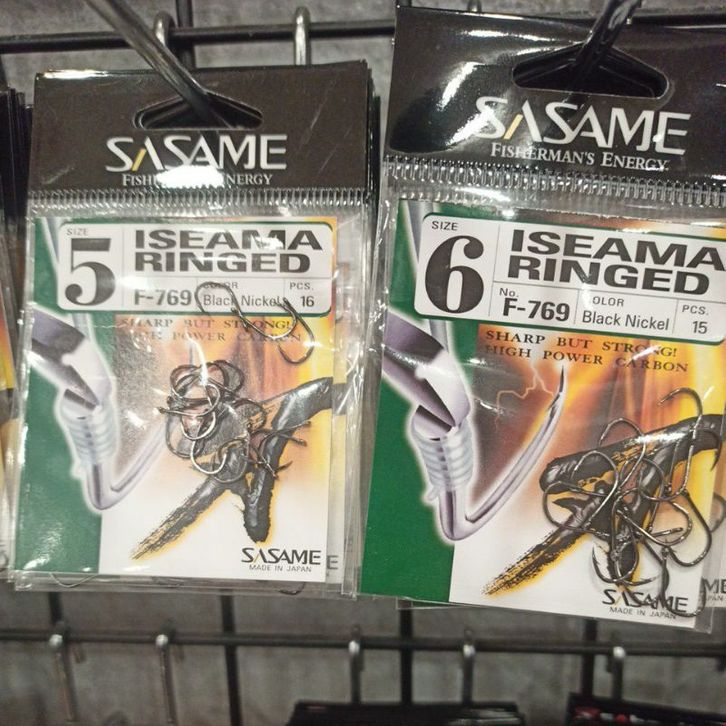 SASAME
FISHERMAN'S ENERGY
SIZE
5
ISEAMA
RINGED
F-769
COLOR
Black Nickel
PCS.
16
SHARP BUT STRONG!
HIGH POWER CARBON
SASAME
MADE IN JAPAN
SASAME
FISHERMAN'S ENERGY
SIZE
6
ISEAMA
RINGED
No.
F-769
COLOR
Black Nickel
PCS.
15
SHARP BUT STRONG!
HIGH POWER CARBON
SASAME
MADE IN JAPAN